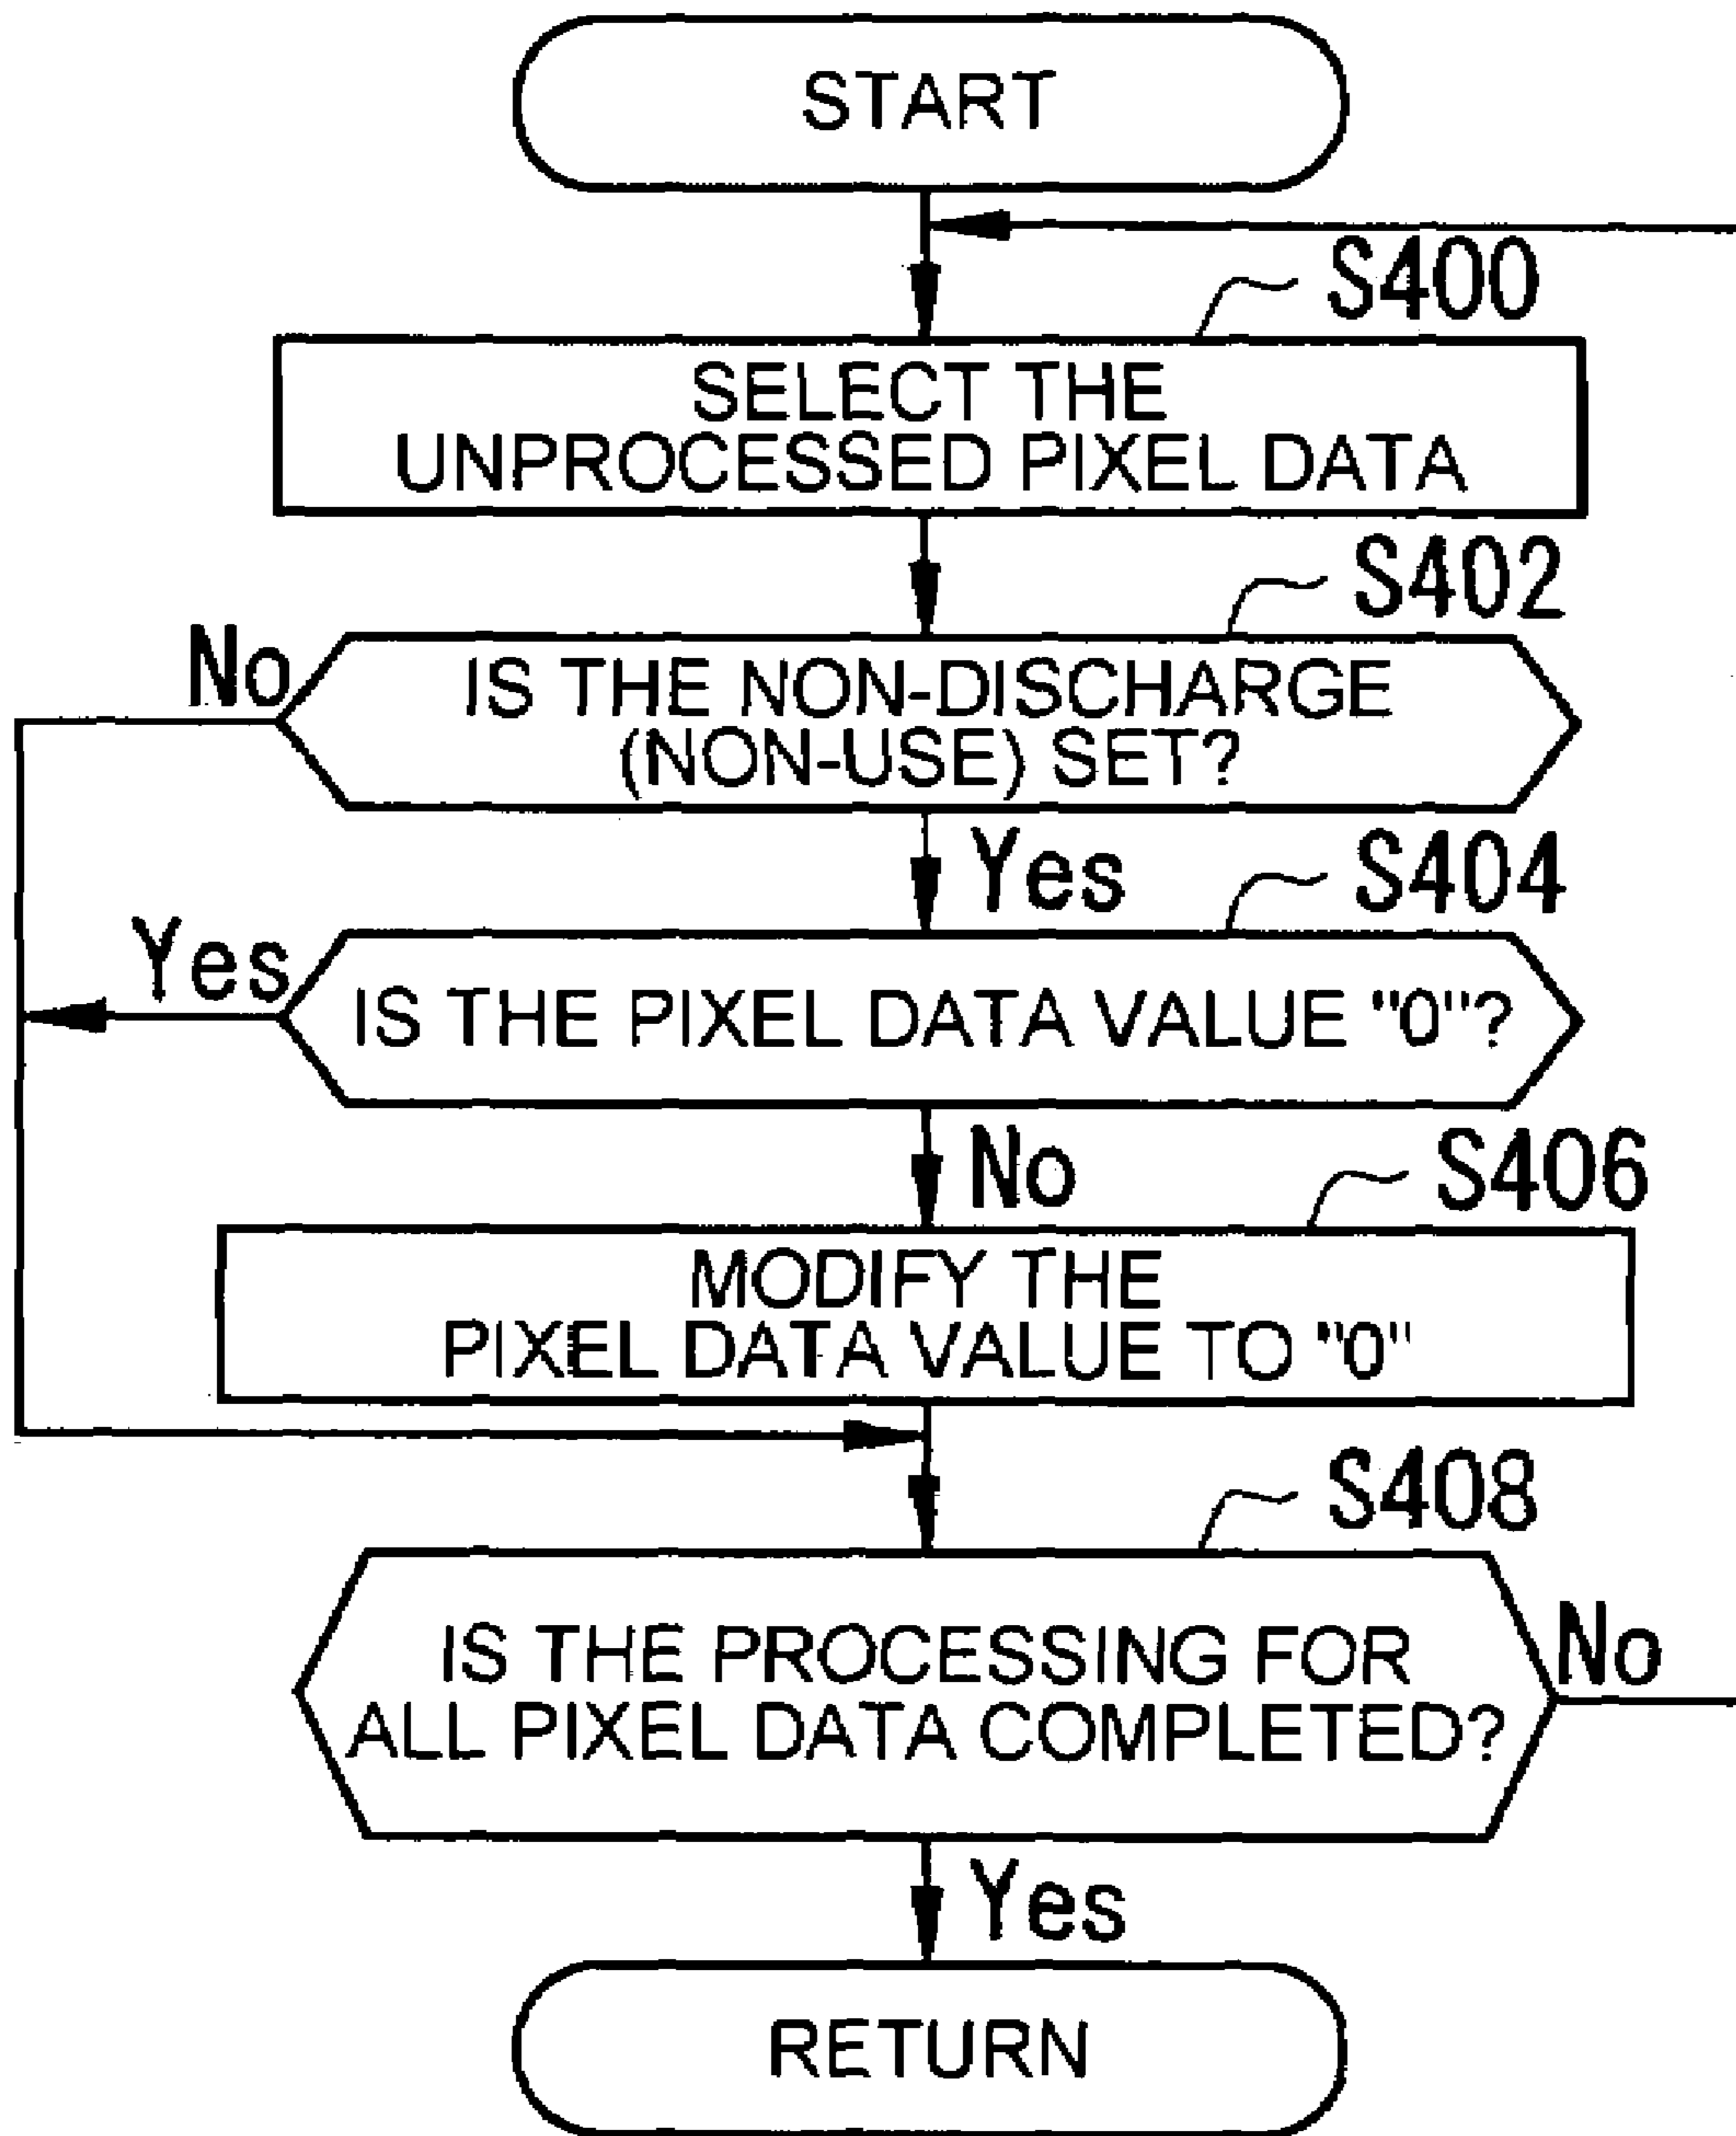 START
S400
SELECT THE
UNPROCESSED PIXEL DATA
S402
No
IS THE NON-DISCHARGE
(NON-USE) SET?
Yes
S404
Yes
IS THE PIXEL DATA VALUE "0"?
No
S406
MODIFY THE
PIXEL DATA VALUE TO "0"
S408
IS THE PROCESSING FOR
ALL PIXEL DATA COMPLETED?
No
Yes
RETURN